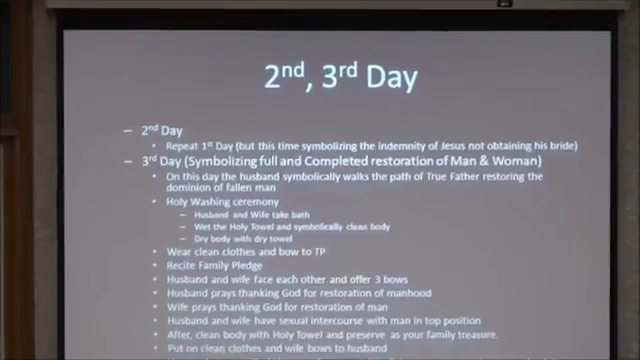 2nd, 3rd Day
– 2nd Day
• Repeat 1st Day (but this time symbolizing the indemnity of Jesus not obtaining his bride)
– 3rd Day (Symbolizing full and Completed restoration of Man & Woman)
• On this day the husband symbolically walks the path of True Father restoring the
dominion of fallen man
• Holy Washing ceremony
– Husband and Wife take bath
– Wet the Holy Towel and symbolically clean body
– Dry body with dry towel
• Wear clean clothes and bow to TP
• Recite Family Pledge
• Husband and wife face each other and offer 3 bows
• Husband prays thanking God for restoration of manhood
• Wife prays thanking God for restoration of man
• Husband and wife have sexual intercourse with man in top position
• After, clean body with Holy Towel and preserve as your family treasure.
• Put on clean clothes and wife bows to husband